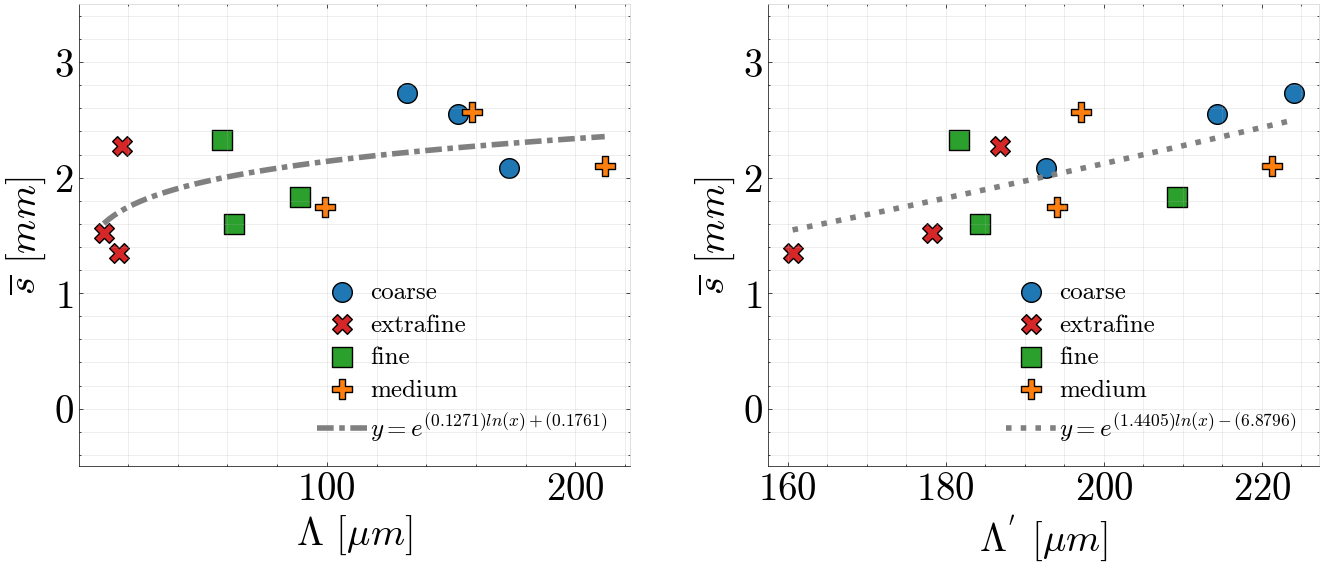 3
2
1
0
s̅ [mm]
coarse
extrafine
fine
medium
y = e^{(0.1271)ln(x)+(0.1761)}
100 200
Λ [μm]
3
2
1
0
s̅ [mm]
coarse
extrafine
fine
medium
y = e^{(1.4405)ln(x)−(6.8796)}
160 180 200 220
Λ′ [μm]